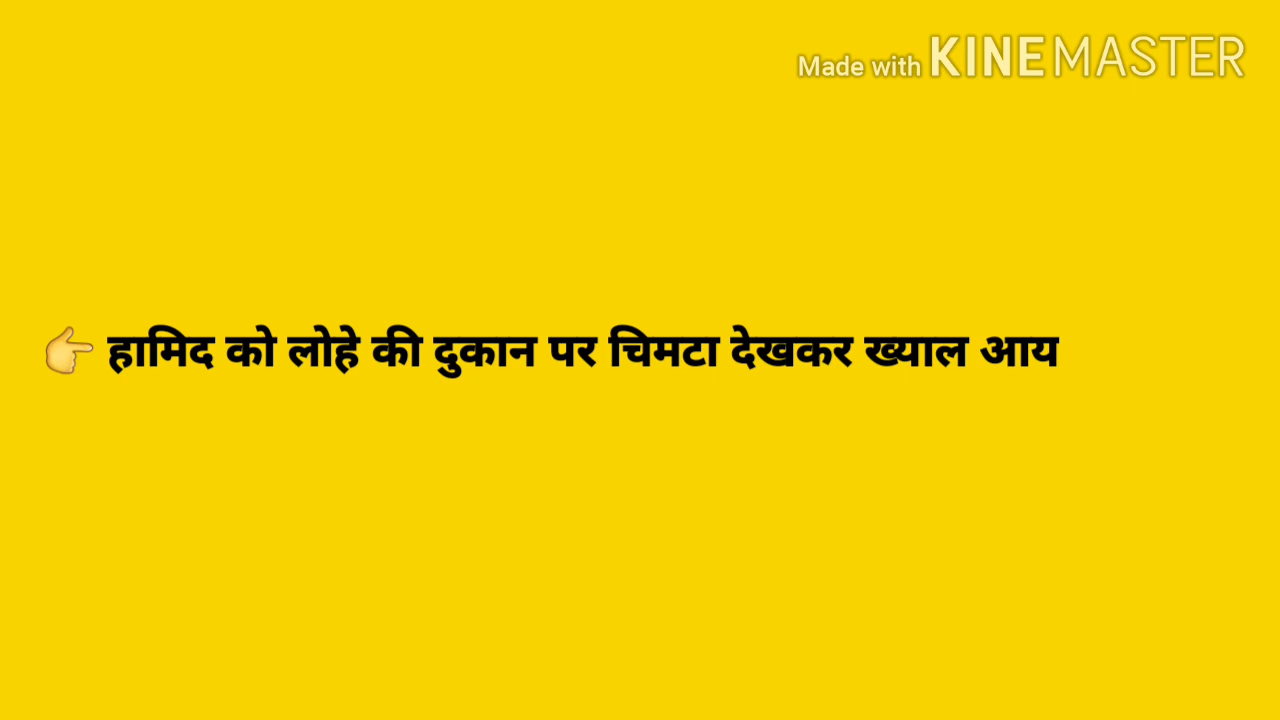 Made with KINEMASTER
👉 हामिद को लोहे की दुकान पर चिमटा देखकर ख्याल आय